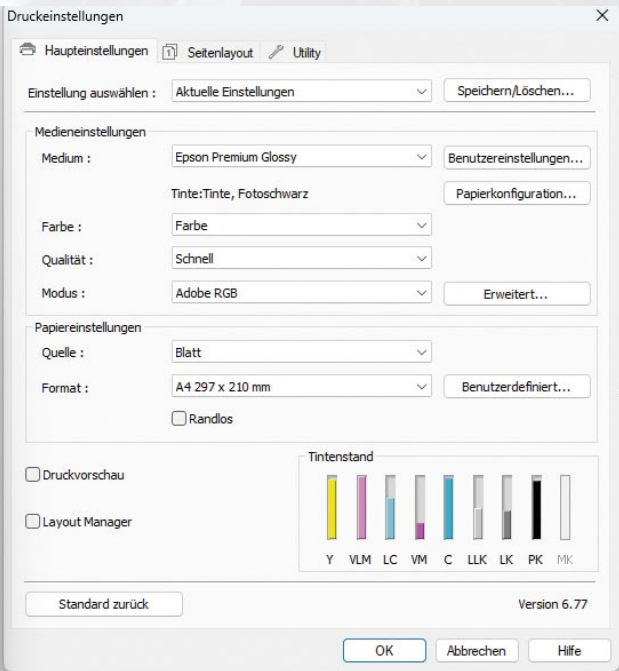 Druckeinstellungen
Haupteinstellungen 1 Seitenlayout Utility
Einstellung auswählen : Aktuelle Einstellungen Speichern/Löschen...
Medieneinstellungen
Medium : Epson Premium Glossy Benutzereinstellungen...
Tinte:Tinte, Fotoschwarz Papierkonfiguration...
Farbe : Farbe
Qualität : Schnell
Modus : Adobe RGB Erweitert...
Papiereinstellungen
Quelle : Blatt
Format : A4 297 x 210 mm Benutzerdefiniert...
Randlos
Tintenstand
Druckvorschau
Layout Manager
Y VLM LC VM C LLK LK PK MK
Standard zurück Version 6.77
OK Abbrechen Hilfe